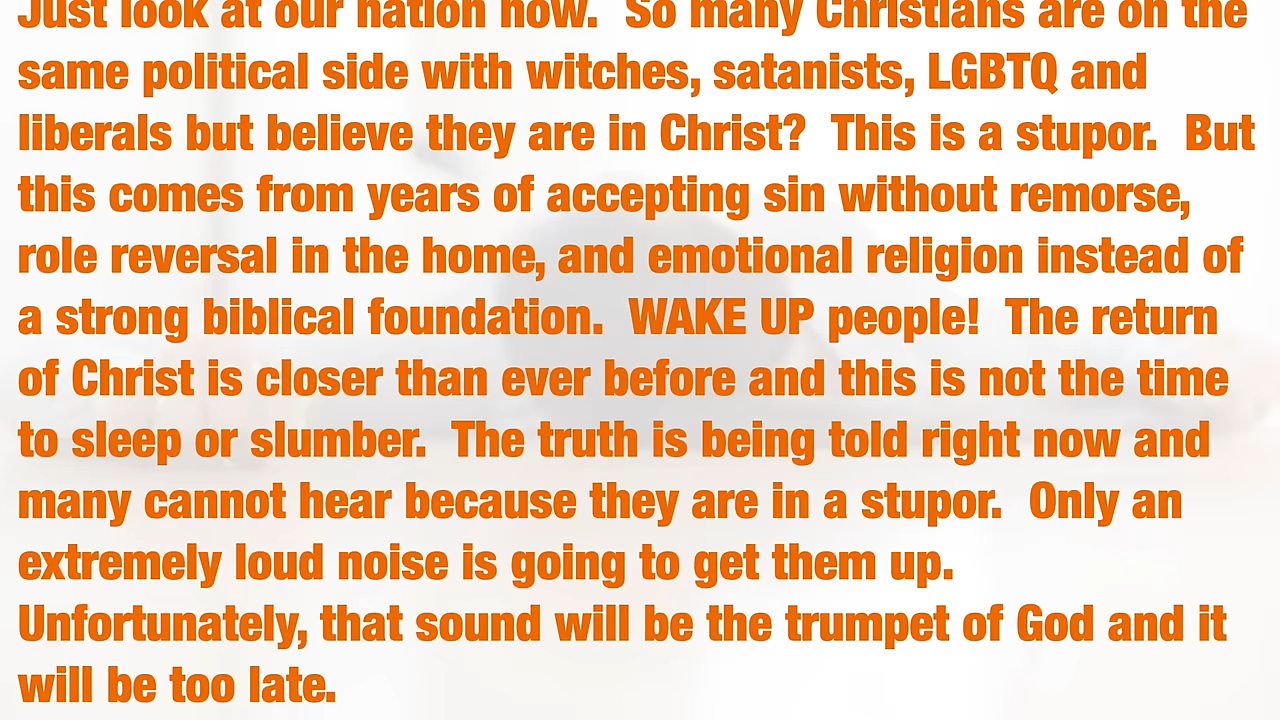 Just look at our nation now.  So many Christians are on the
same political side with witches, satanists, LGBTQ and
liberals but believe they are in Christ?  This is a stupor.  But
this comes from years of accepting sin without remorse,
role reversal in the home, and emotional religion instead of
a strong biblical foundation.  WAKE UP people!  The return
of Christ is closer than ever before and this is not the time
to sleep or slumber.  The truth is being told right now and
many cannot hear because they are in a stupor.  Only an
extremely loud noise is going to get them up.
Unfortunately, that sound will be the trumpet of God and it
will be too late.